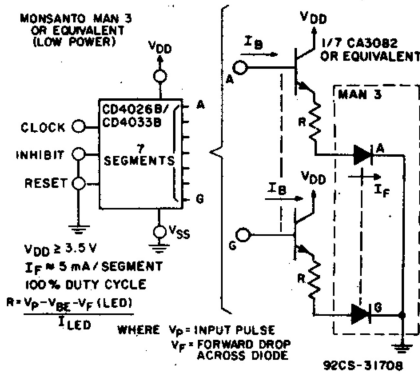 MONSANTO MAN 3
OR EQUIVALENT
(LOW POWER)
VDD
CD4026B/
CD4033B
7
SEGMENTS
A
G
CLOCK
INHIBIT
RESET
VSS
VDD ≥ 3.5 V
IF ≈ 5 mA/SEGMENT
100% DUTY CYCLE
R = VP - VBE - VF (LED)
ILED
WHERE VP = INPUT PULSE
VF = FORWARD DROP
ACROSS DIODE
IB
A
VDD
1/7 CA3082
OR EQUIVALENT
R
MAN 3
A
IF
IB
VDD
G
R
G
92CS-31708